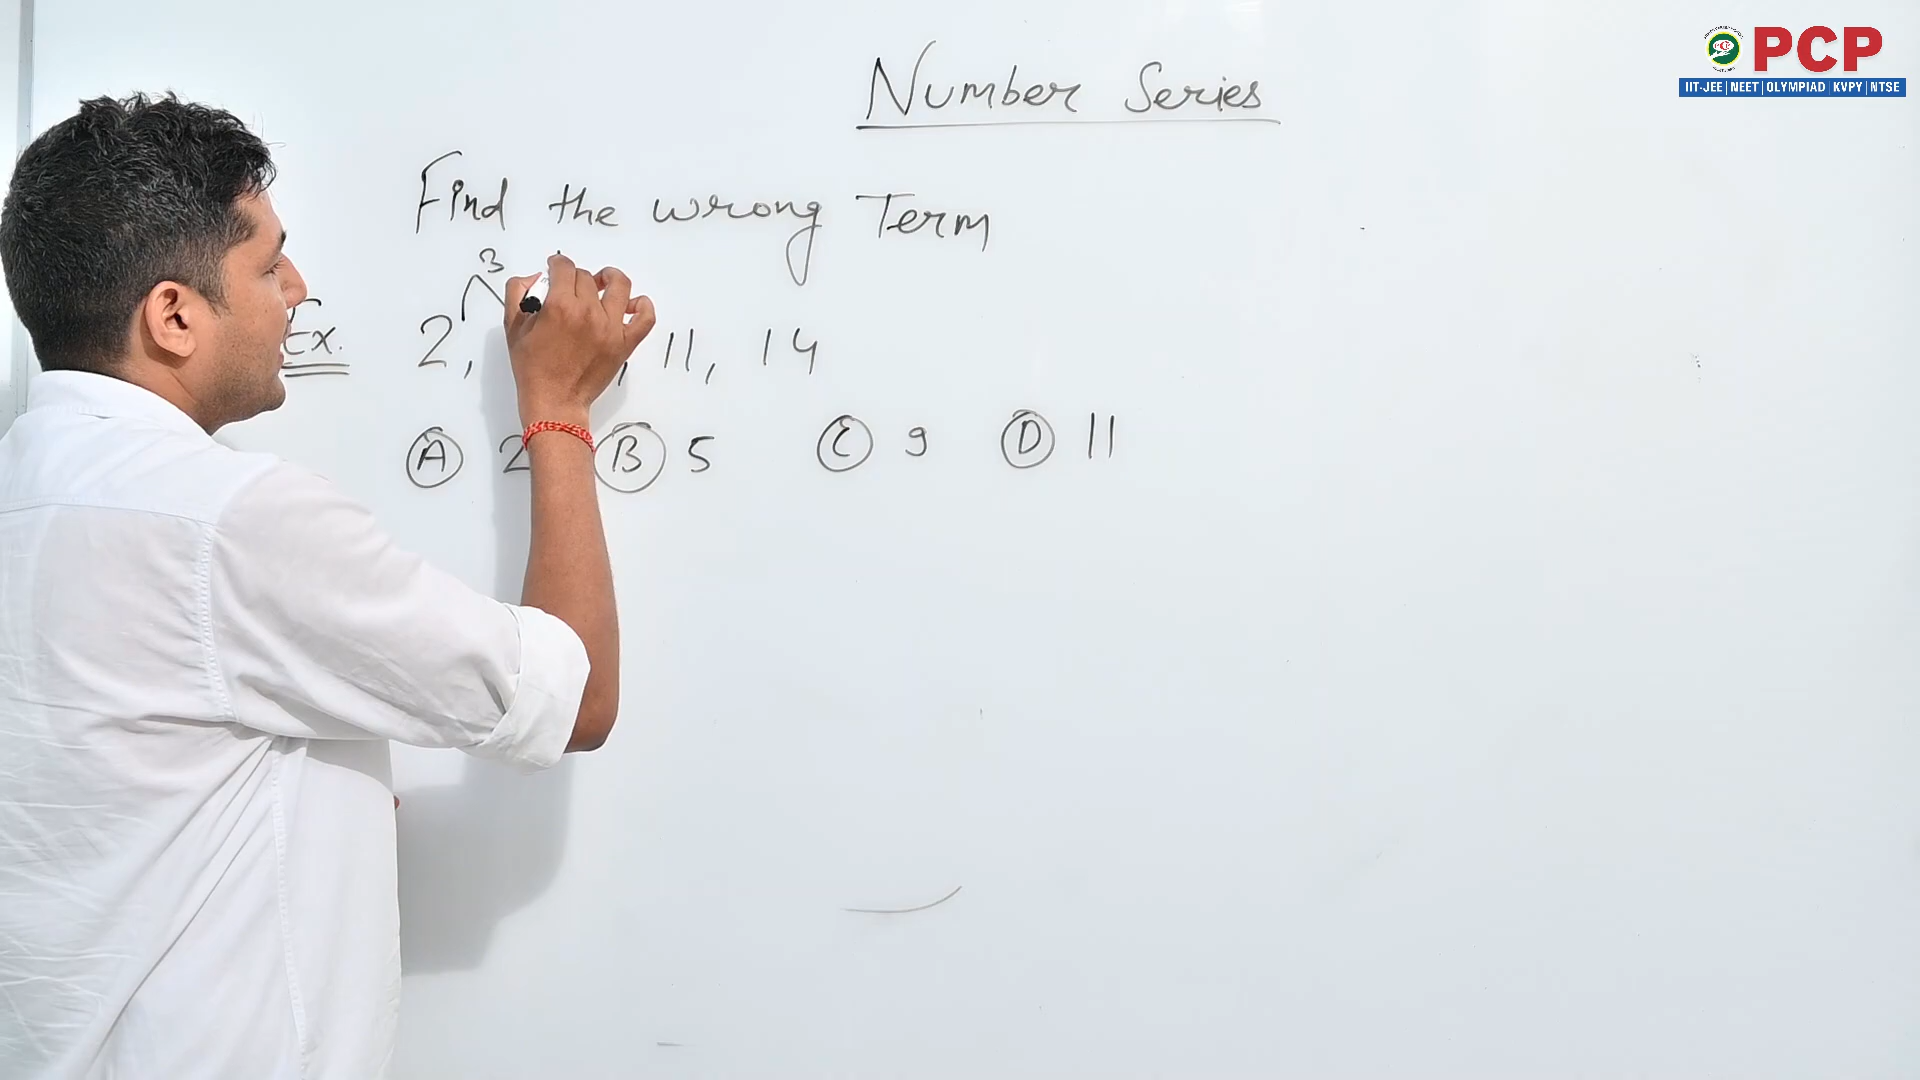 PCP
IIT-JEE | NEET | OLYMPIAD | KVPY | NTSE
Number Series
Find the wrong Term
3
Ex. 2, , 11, 14
(A) 2 (B) 5 (C) 9 (D) 11